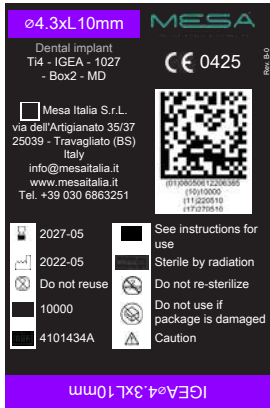 ⌀4.3xL10mm
MESA
Dental implant
Ti4 - IGEA - 1027
- Box2 - MD
CE 0425
Rev. B-0
Mesa Italia S.r.L.
via dell'Artigianato 35/37
25039 - Travagliato (BS)
Italy
info@mesaitalia.it
www.mesaitalia.it
Tel. +39 030 6863251
(01)08050612206385
(10)10000
(11)220510
(17)270510
2027-05
See instructions for
use
2022-05
Sterile by radiation
Do not reuse
Do not re-sterilize
10000
Do not use if
package is damaged
4101434A
Caution
IGEA⌀4.3xL10mm